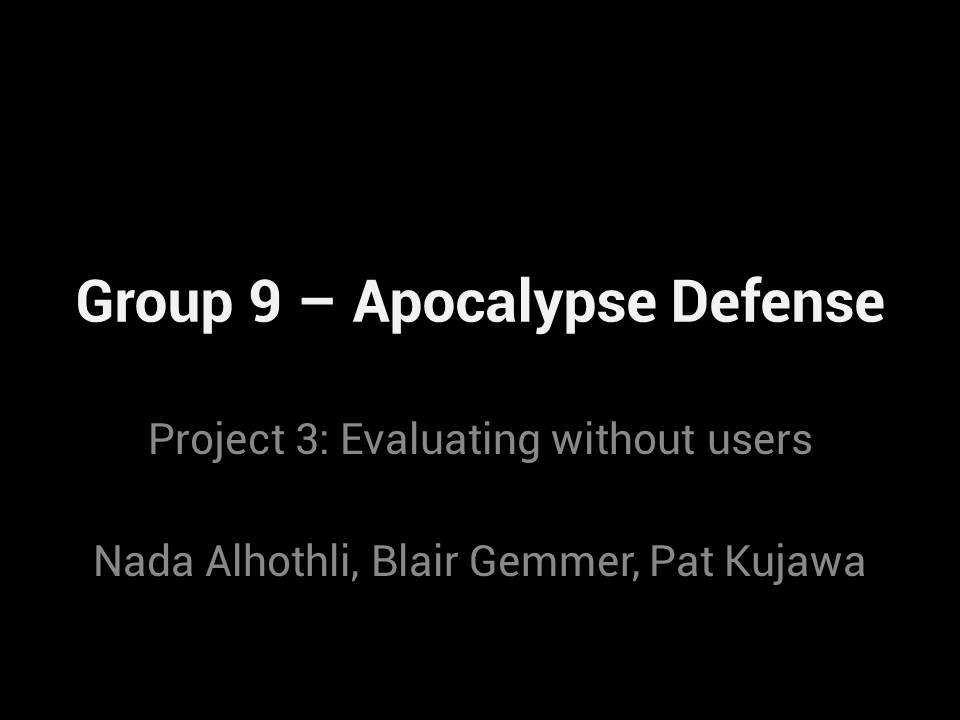 Group 9 – Apocalypse Defense
Project 3: Evaluating without users
Nada Alhothli, Blair Gemmer, Pat Kujawa